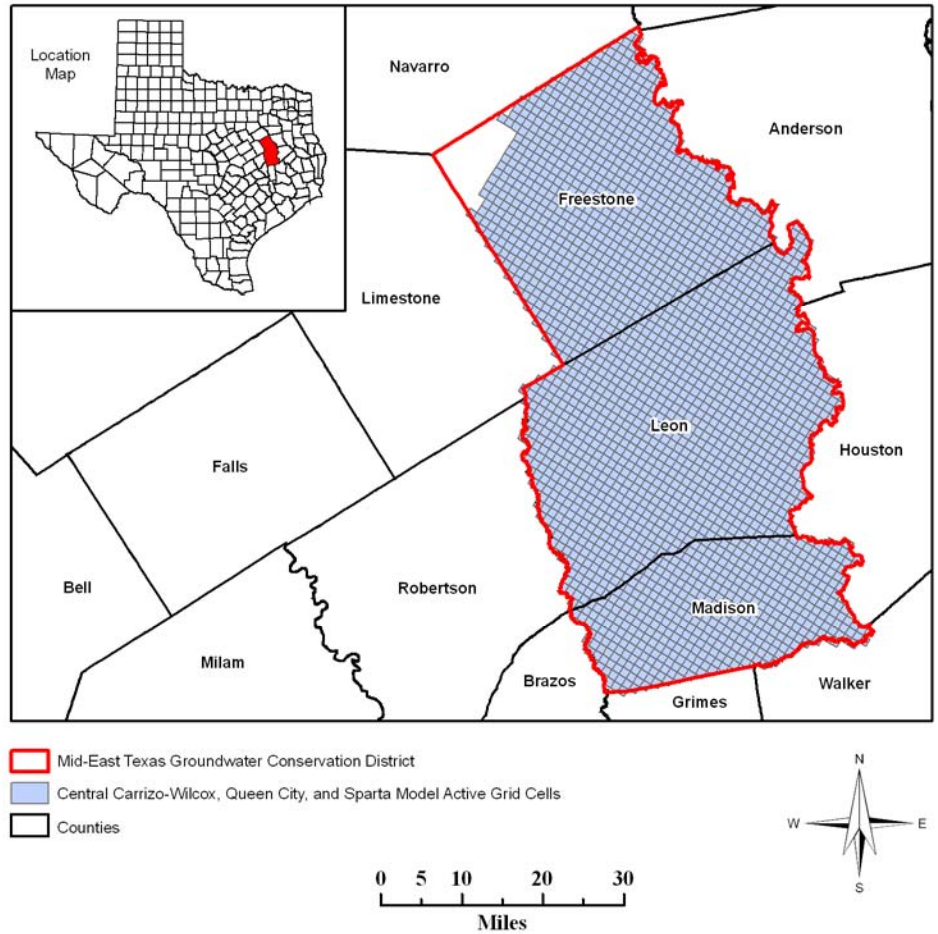 Location
Map
Navarro
Anderson
Freestone
Limestone
Leon
Houston
Falls
Bell
Robertson
Madison
Milam
Brazos
Walker
Grimes
Mid-East Texas Groundwater Conservation District
Central Carrizo-Wilcox, Queen City, and Sparta Model Active Grid Cells
Counties
N
W
E
S
0 5 10 20 30
Miles